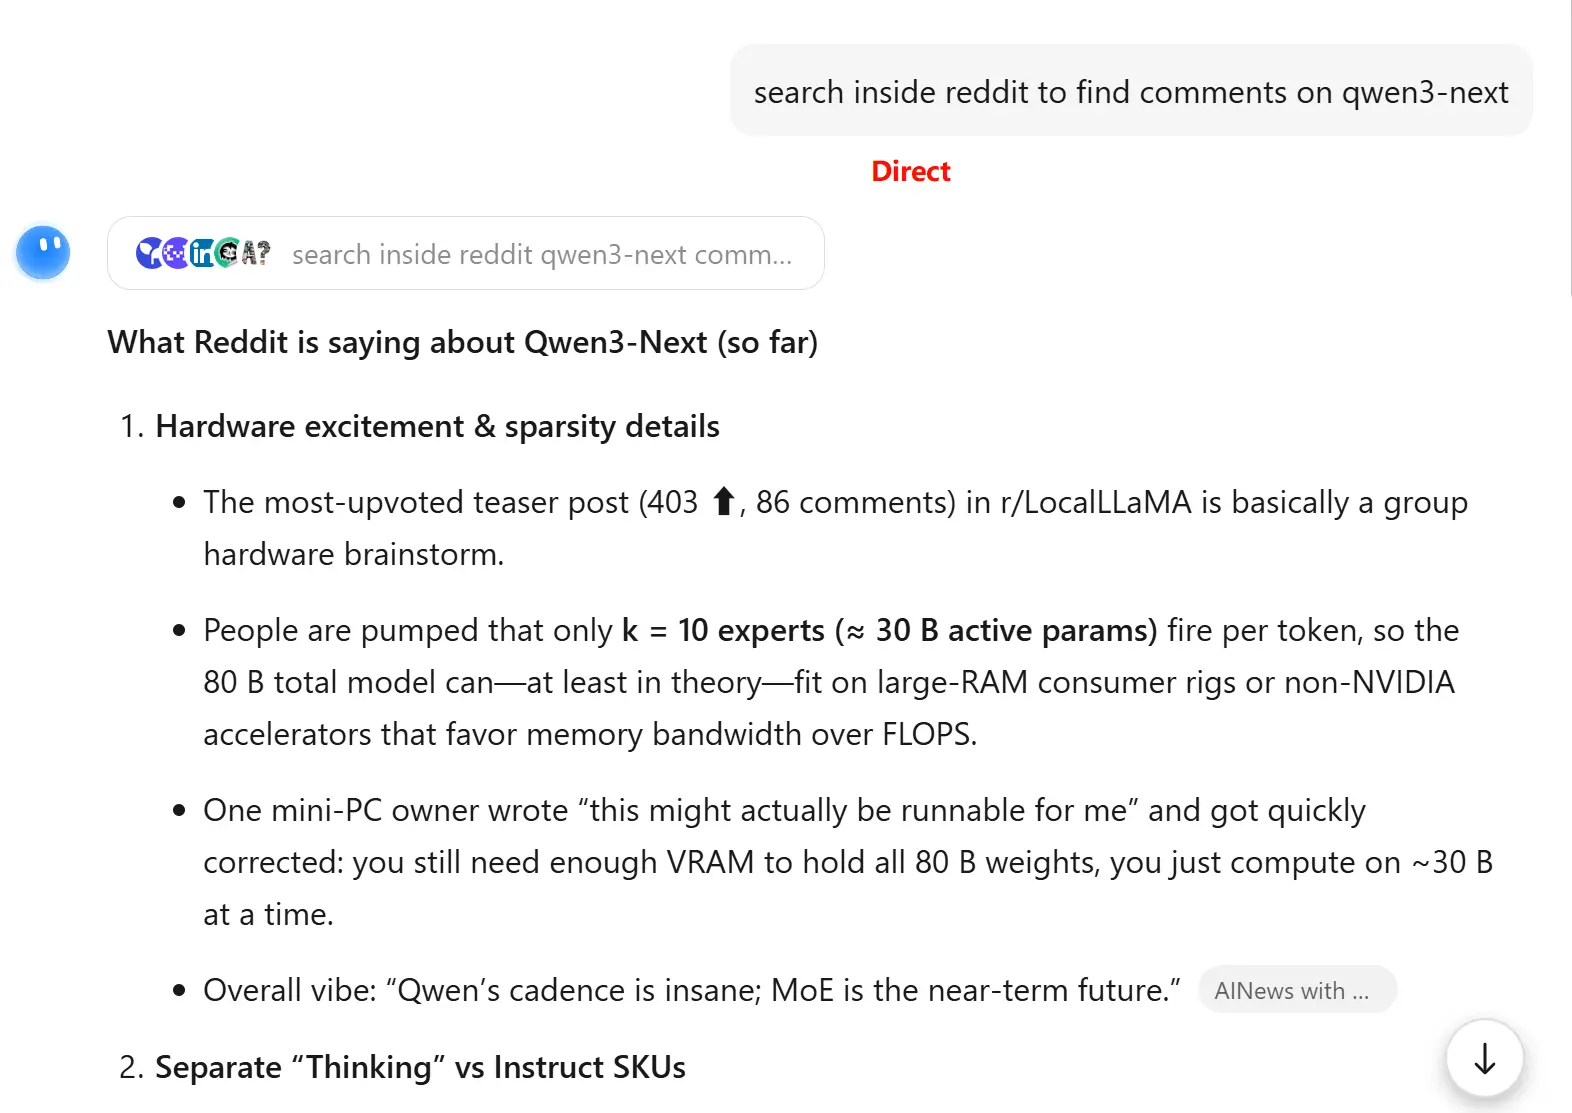 search inside reddit to find comments on qwen3-next
Direct
in A? search inside reddit qwen3-next comm...
What Reddit is saying about Qwen3-Next (so far)
1. Hardware excitement & sparsity details
• The most-upvoted teaser post (403 ⬆, 86 comments) in r/LocalLLaMA is basically a group
hardware brainstorm.
• People are pumped that only k = 10 experts (≈ 30 B active params) fire per token, so the
80 B total model can—at least in theory—fit on large-RAM consumer rigs or non-NVIDIA
accelerators that favor memory bandwidth over FLOPS.
• One mini-PC owner wrote “this might actually be runnable for me” and got quickly
corrected: you still need enough VRAM to hold all 80 B weights, you just compute on ~30 B
at a time.
• Overall vibe: “Qwen’s cadence is insane; MoE is the near-term future.” AINews with ...
2. Separate “Thinking” vs Instruct SKUs